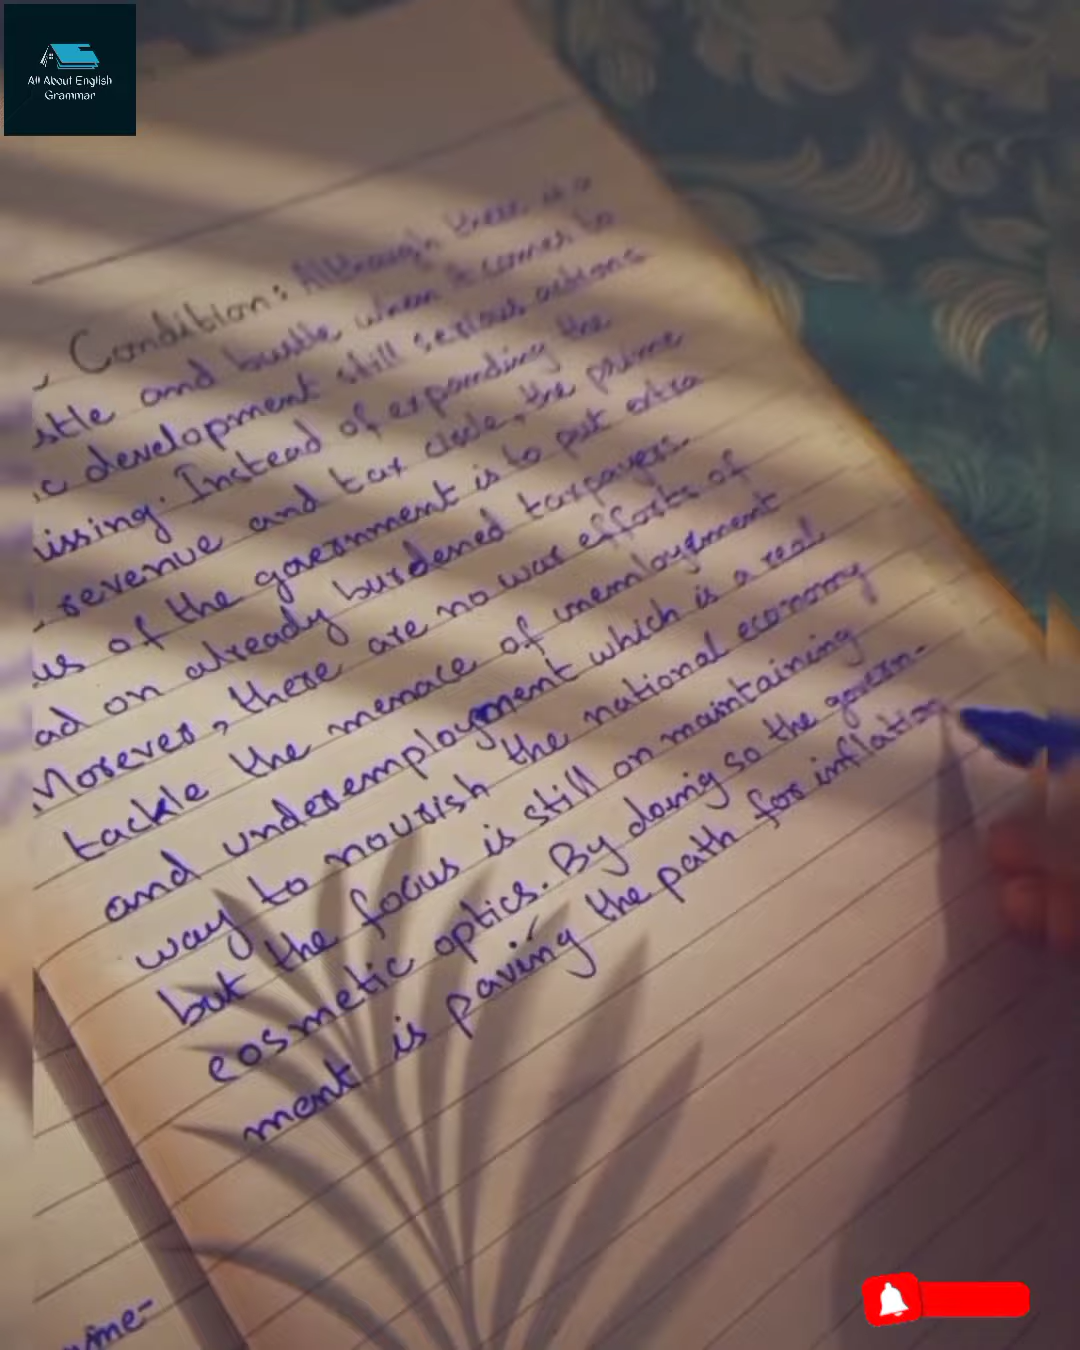 All About English
Grammar
Condition: Although there is a
stle and bustle when it comes to
ic development still serious actions
issing. Instead of expanding the
revenue and tax circle, the prime
us of the government is to put extra
ad on already burdened taxpayers.
Moreover, there are no war efforts of
tackle the menace of unemployment
and underemployment which is a real
way to nourish the national economy
but the focus is still on maintaining
cosmetic optics. By doing so the govern-
ment is paving the path for inflation